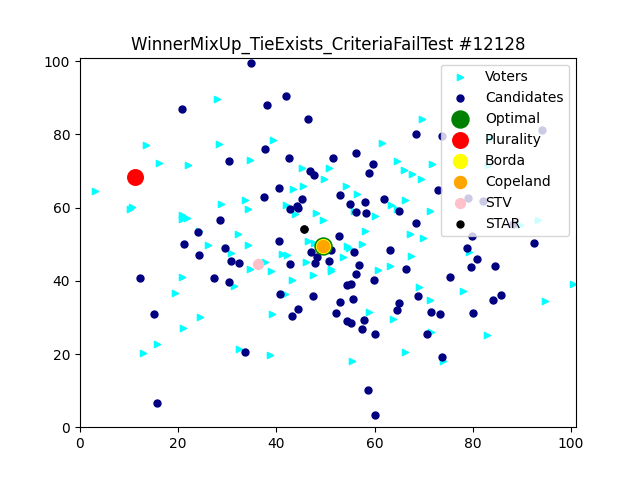 WinnerMixUp_TieExists_CriteriaFailTest #12128
100
80
60
40
20
0
0
20
40
60
80
100
Voters
Candidates
Optimal
Plurality
Borda
Copeland
STV
STAR